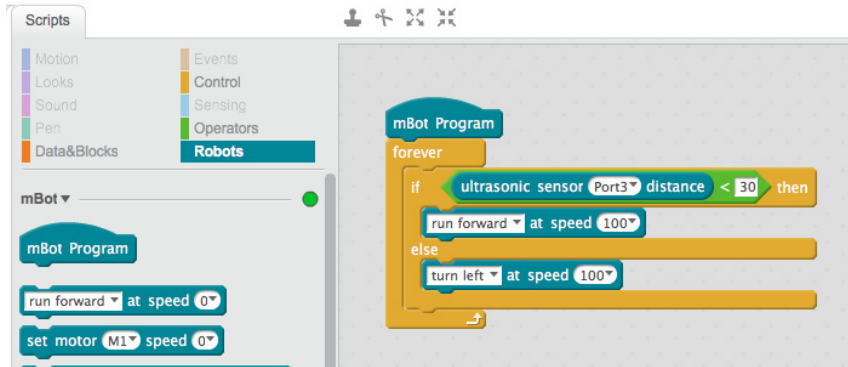 Scripts
Motion
Events
Looks
Control
Sound
Sensing
Pen
Operators
Data&Blocks
Robots
mBot
mBot Program
run forward at speed 0
set motor M1 speed 0
mBot Program
forever
if ultrasonic sensor Port3 distance < 30 then
run forward at speed 100
else
turn left at speed 100